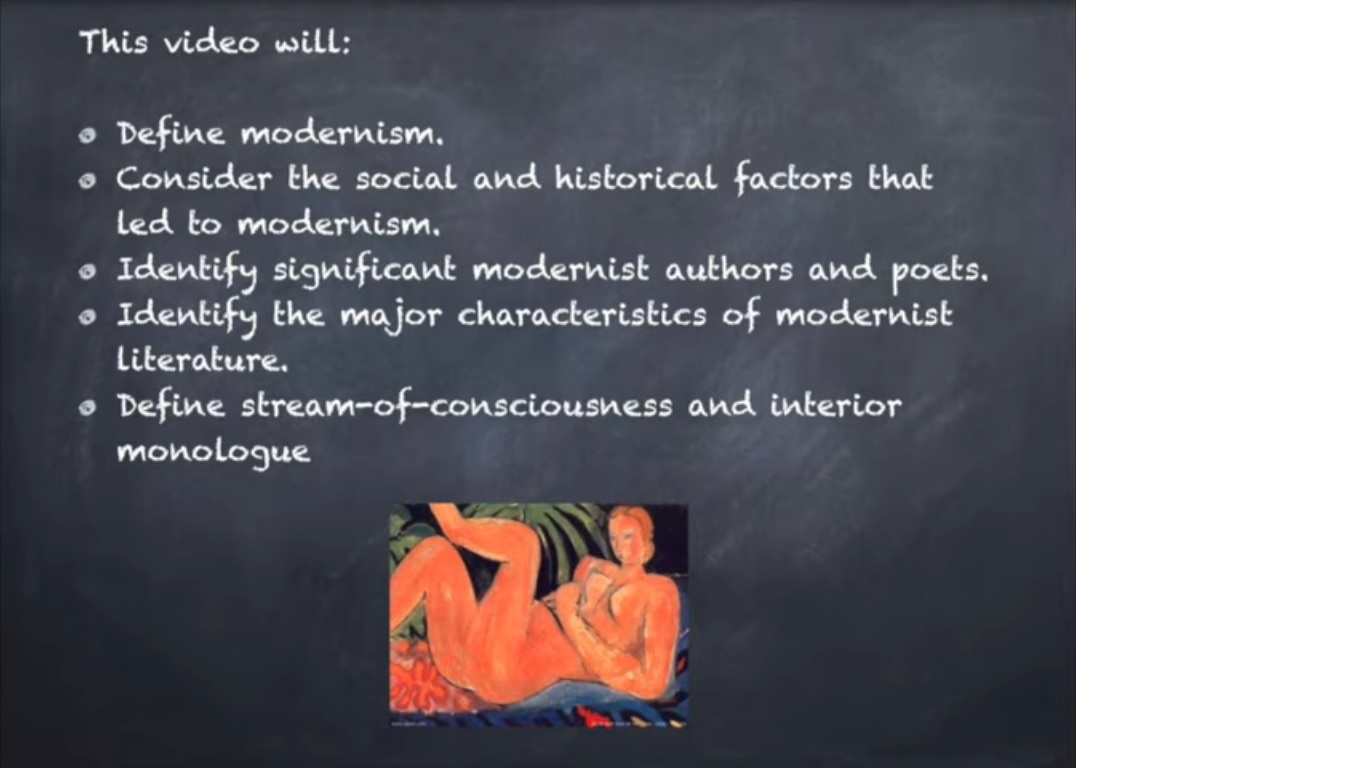 This video will:
Define modernism.
Consider the social and historical factors that
led to modernism.
Identify significant modernist authors and poets.
Identify the major characteristics of modernist
literature.
Define stream-of-consciousness and interior
monologue